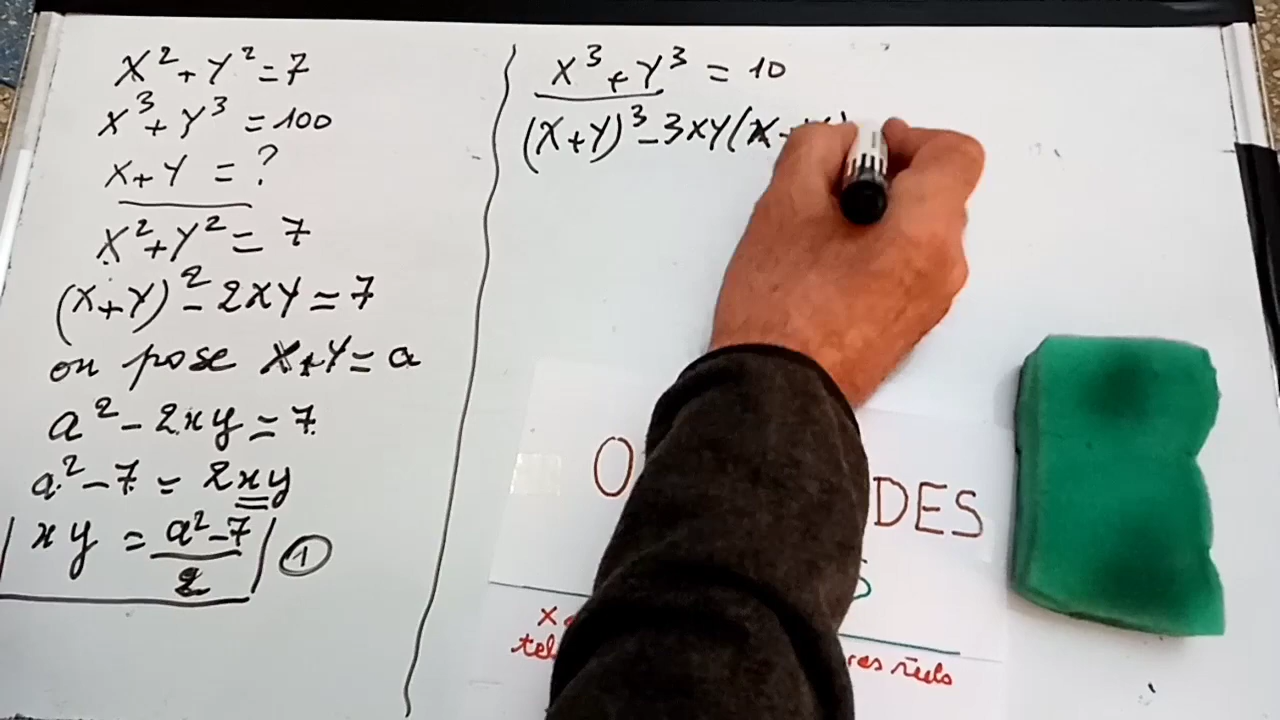 x² + y² = 7
x³ + y³ = 100
x + y = ?
x² + y² = 7
(x + y)² - 2xy = 7
on pose x + y = a
a² - 2xy = 7
a² - 7 = 2xy
xy = (a² - 7)/2 ①
x³ + y³ = 10
(x + y)³ - 3xy(x